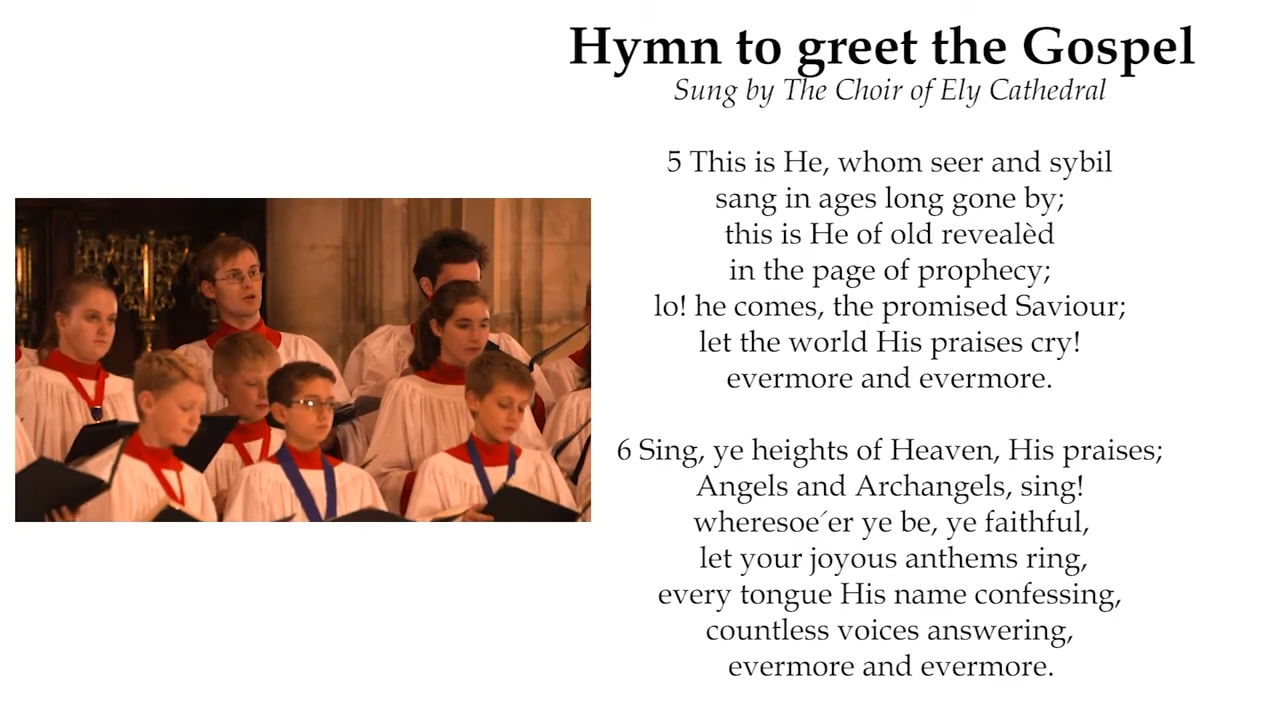 Hymn to greet the Gospel
Sung by The Choir of Ely Cathedral
5 This is He, whom seer and sybil
sang in ages long gone by;
this is He of old revealèd
in the page of prophecy;
lo! he comes, the promised Saviour;
let the world His praises cry!
evermore and evermore.
6 Sing, ye heights of Heaven, His praises;
Angels and Archangels, sing!
wheresoe´er ye be, ye faithful,
let your joyous anthems ring,
every tongue His name confessing,
countless voices answering,
evermore and evermore.